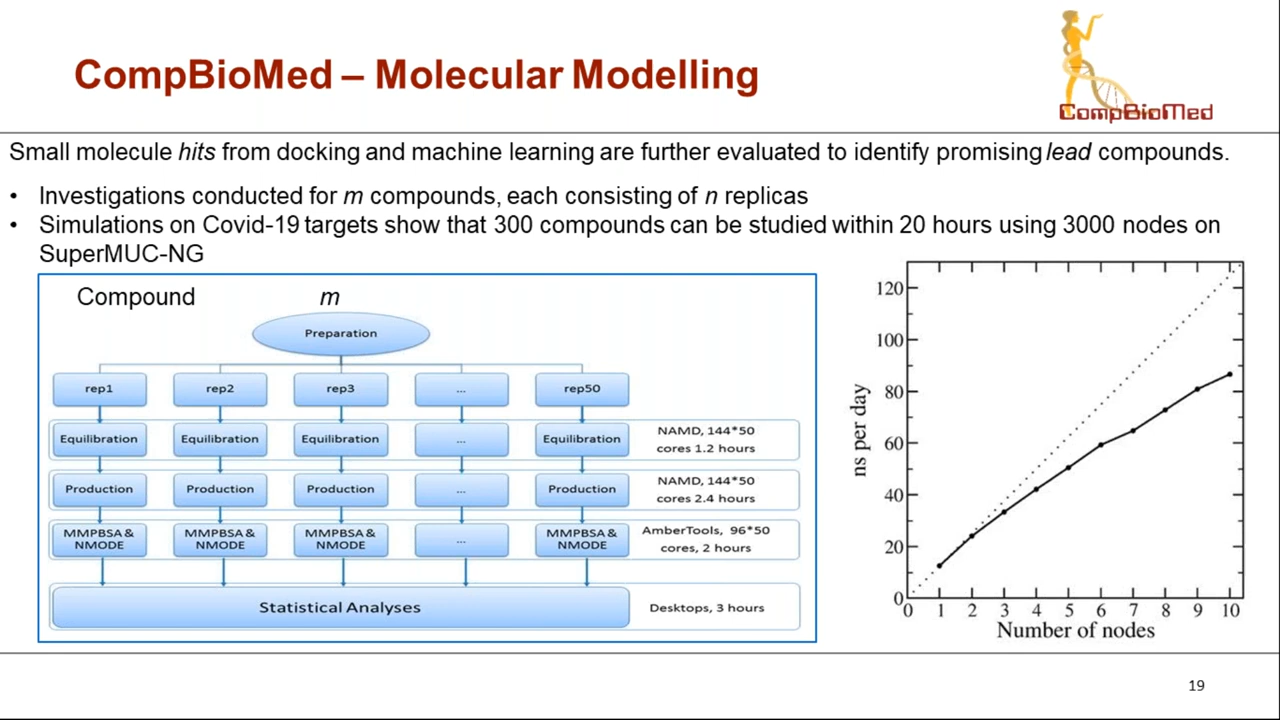 CompBioMed – Molecular Modelling
CompBioMed
Small molecule hits from docking and machine learning are further evaluated to identify promising lead compounds.
• Investigations conducted for m compounds, each consisting of n replicas
• Simulations on Covid-19 targets show that 300 compounds can be studied within 20 hours using 3000 nodes on
SuperMUC-NG
Compound m
Preparation
rep1 rep2 rep3 ... rep50
Equilibration Equilibration Equilibration ... Equilibration
NAMD, 144*50
cores 1.2 hours
Production Production Production ... Production
NAMD, 144*50
cores 2.4 hours
MMPBSA &
NMODE
MMPBSA &
NMODE
MMPBSA &
NMODE
...
MMPBSA &
NMODE
AmberTools, 96*50
cores, 2 hours
Statistical Analyses
Desktops, 3 hours
ns per day
120
100
80
60
40
20
0
0 1 2 3 4 5 6 7 8 9 10
Number of nodes
19